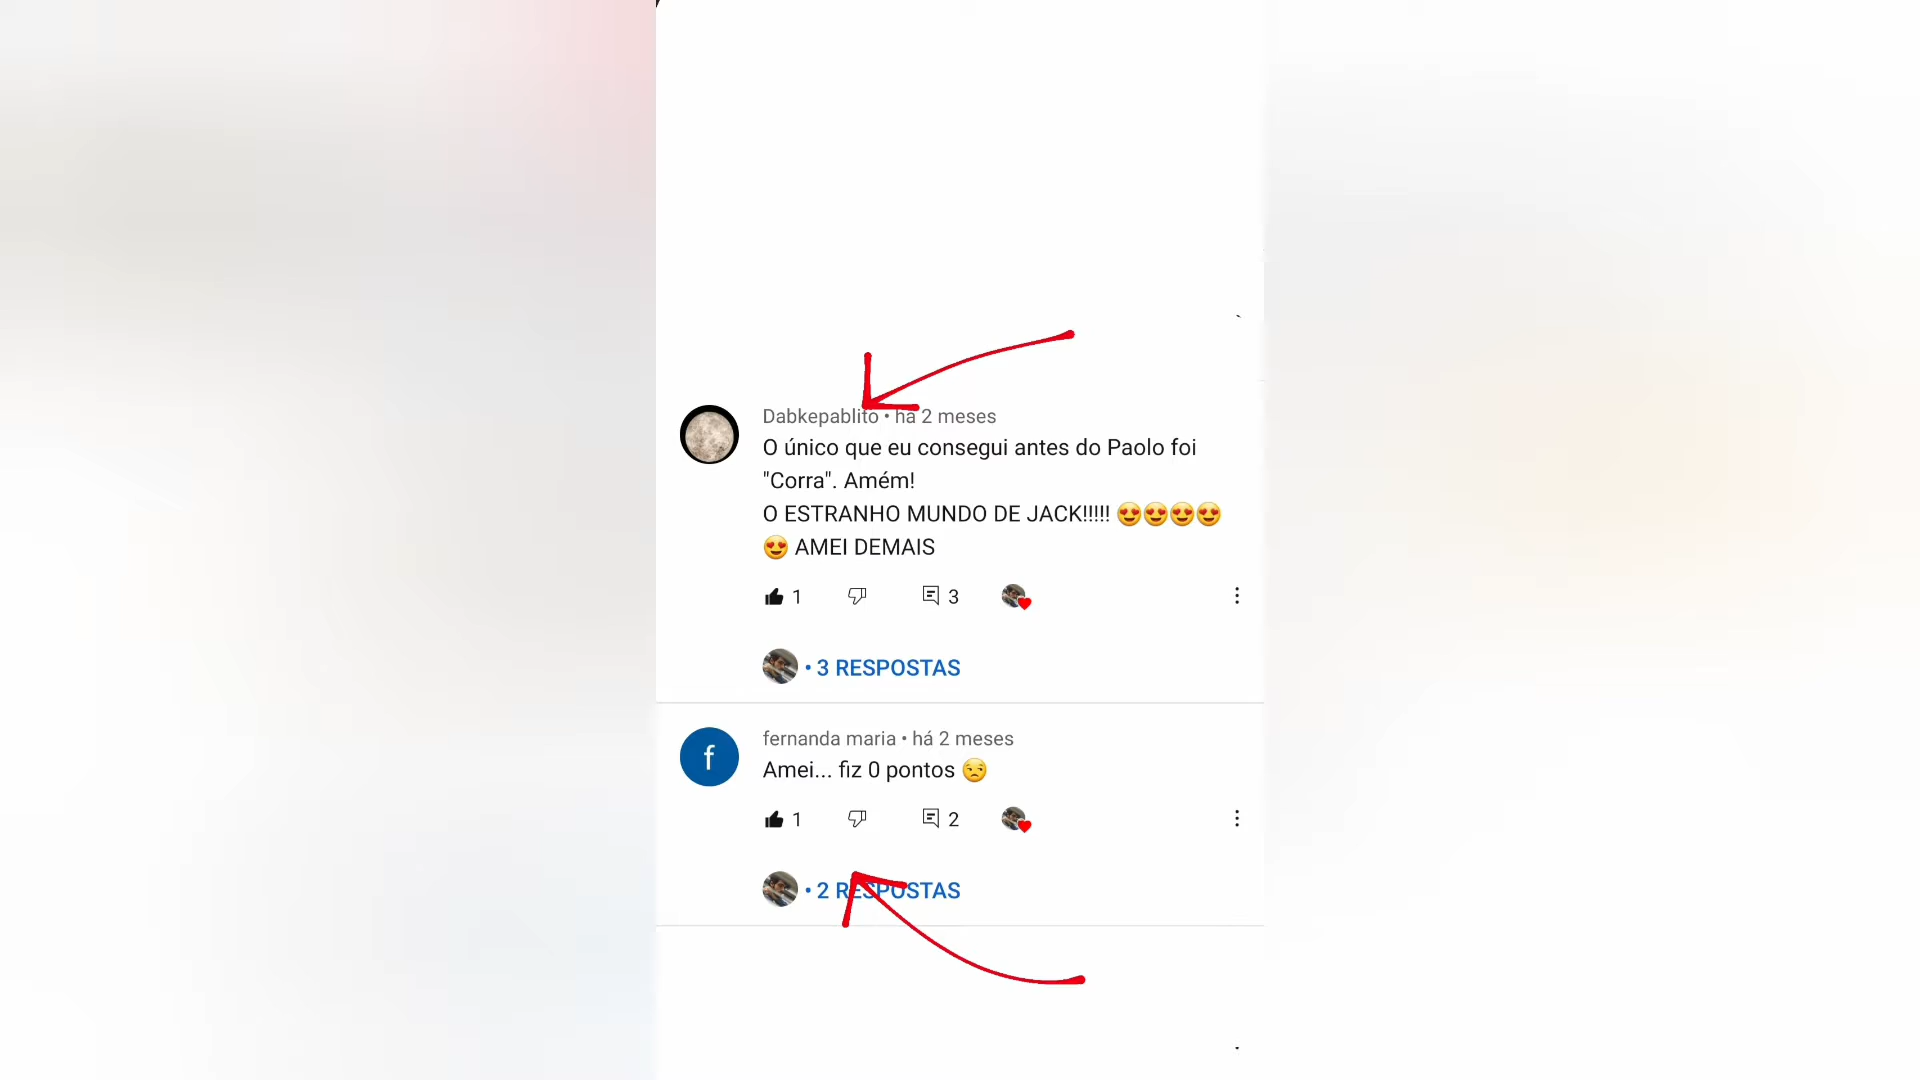 Dabkepablito • há 2 meses
O único que eu consegui antes do Paolo foi
"Corra". Amém!
O ESTRANHO MUNDO DE JACK!!!!! 😍😍😍😍
😍 AMEI DEMAIS
1 3
• 3 RESPOSTAS
f
fernanda maria • há 2 meses
Amei... fiz 0 pontos 😒
1 2
• 2 RESPOSTAS